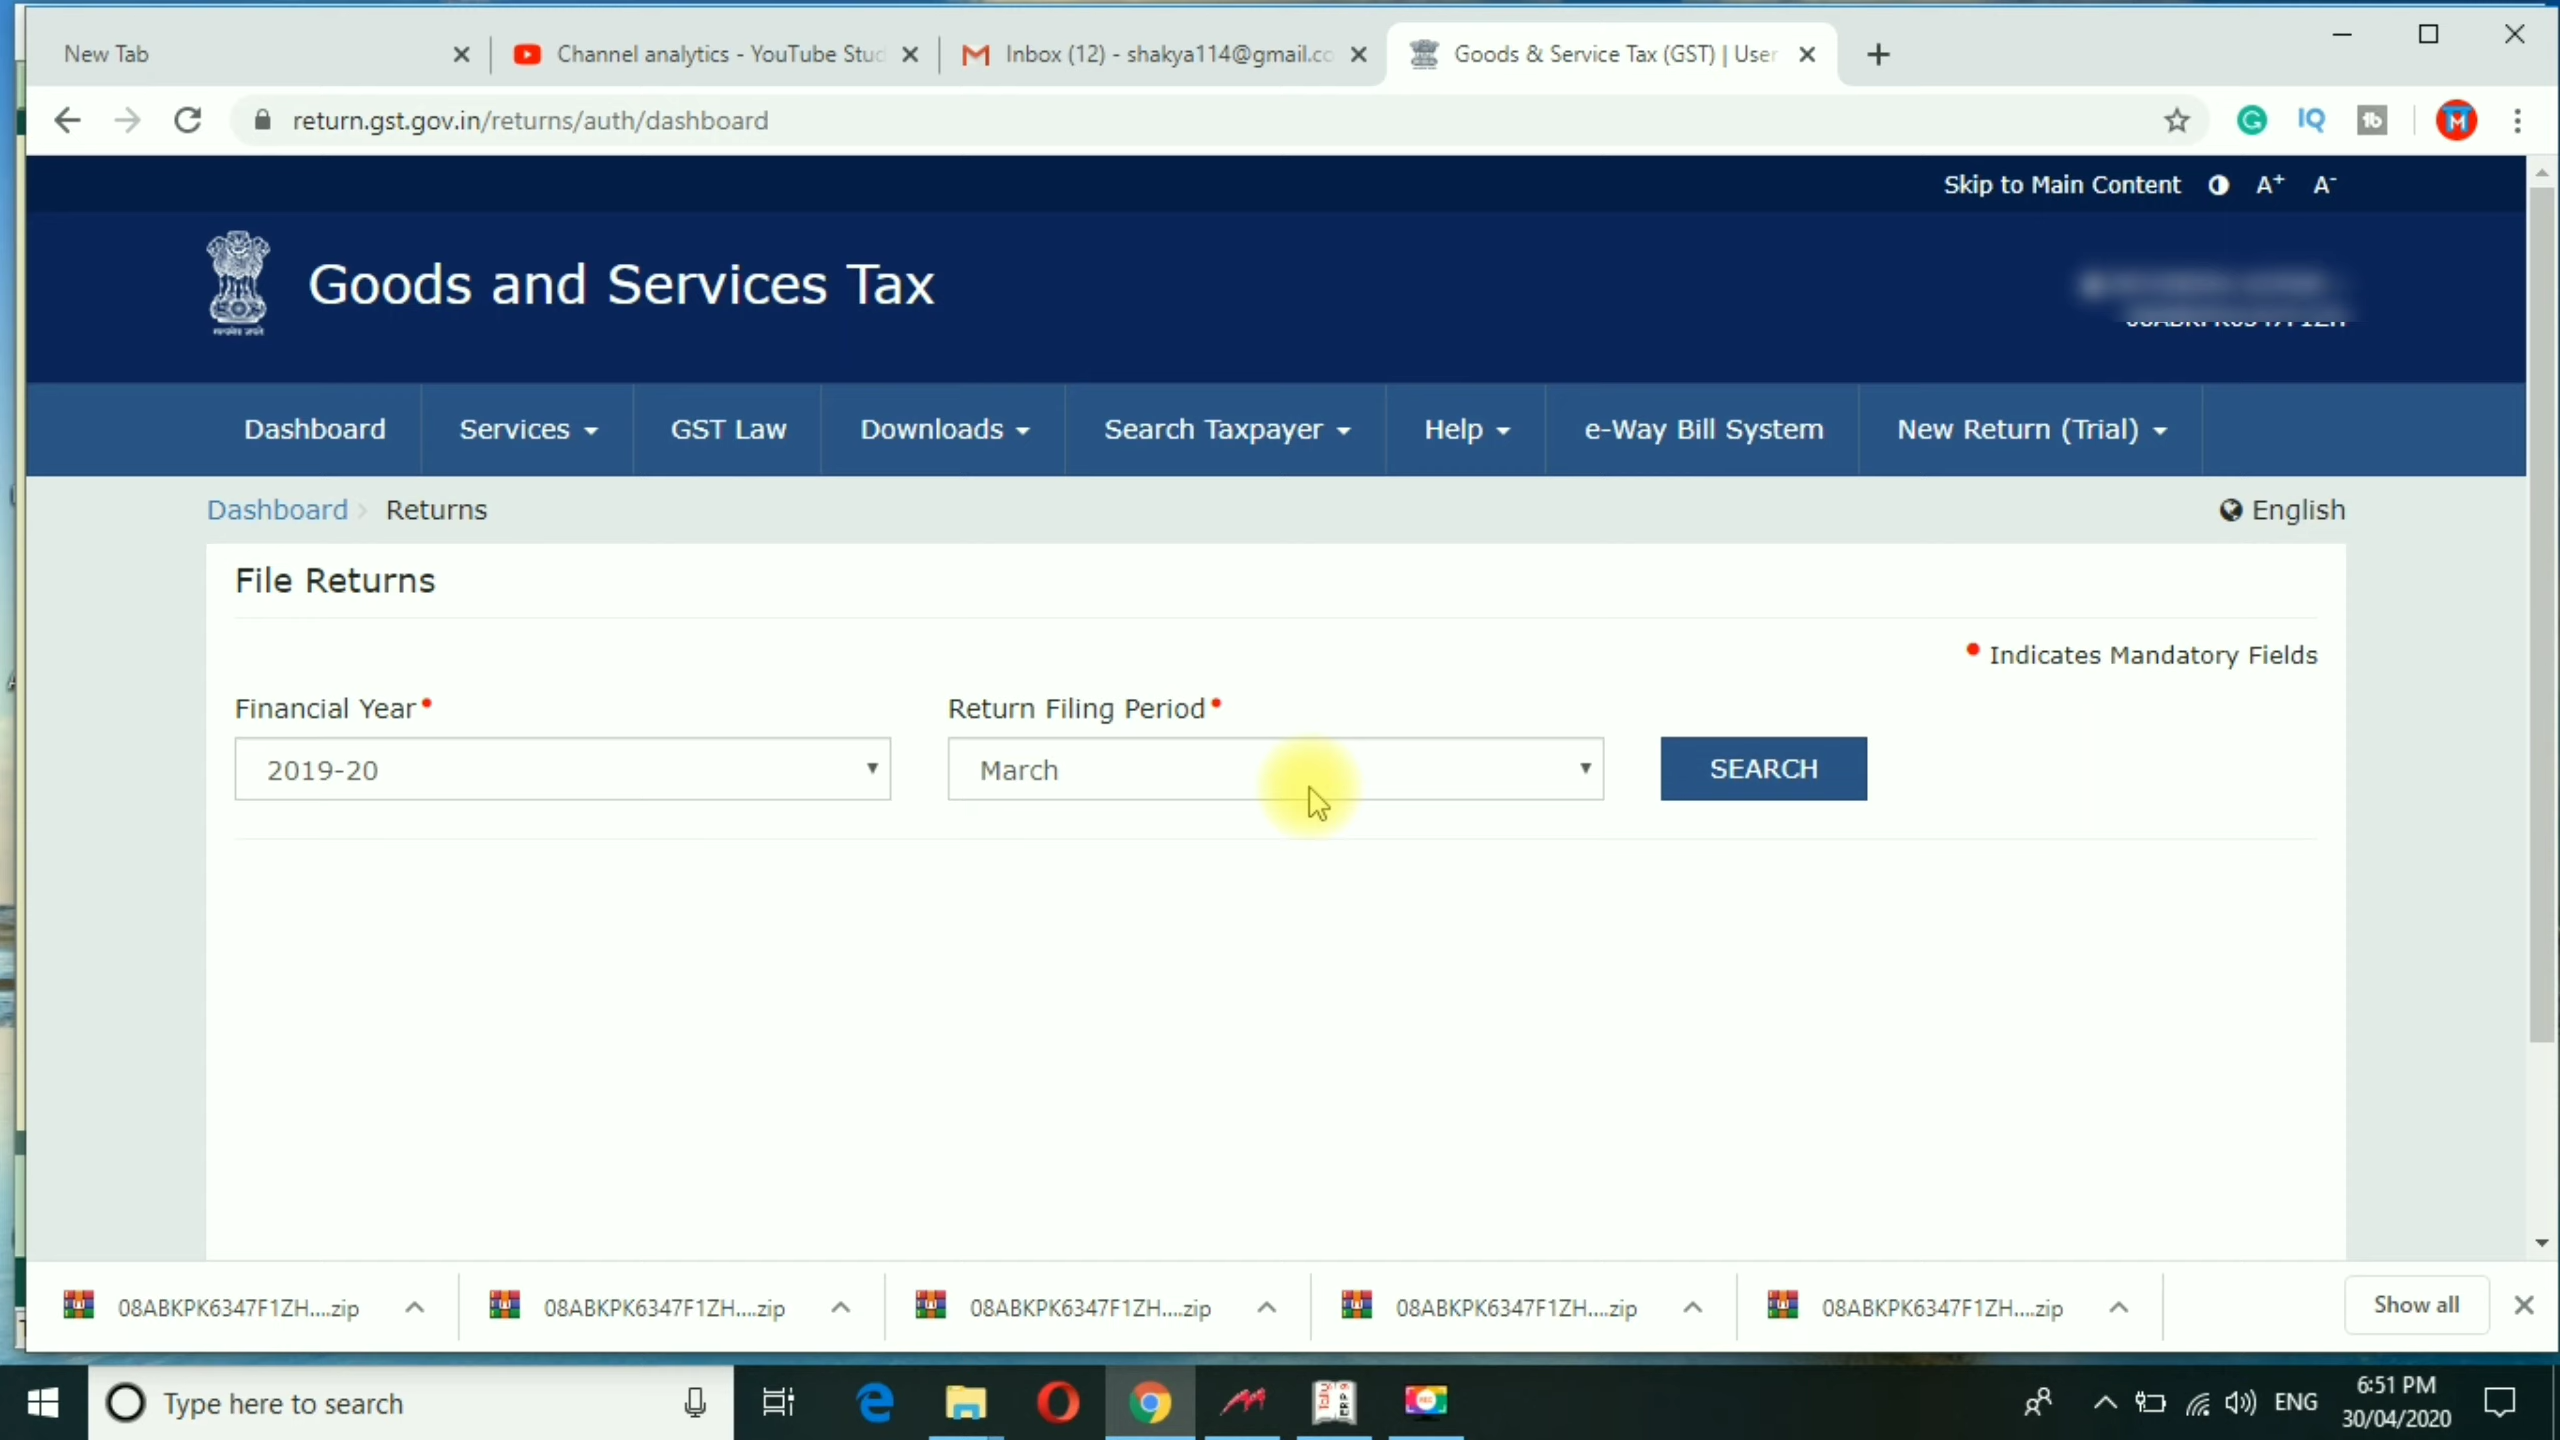 New Tab
Channel analytics - YouTube Stud
Inbox (12) - shakya114@gmail.co
Goods & Service Tax (GST) | User
return.gst.gov.in/returns/auth/dashboard
Skip to Main Content A+ A-
Goods and Services Tax
Dashboard Services GST Law Downloads Search Taxpayer Help e-Way Bill System New Return (Trial)
Dashboard Returns
English
File Returns
Indicates Mandatory Fields
Financial Year Return Filing Period
2019-20 March SEARCH
08ABKPK6347F1ZH....zip 08ABKPK6347F1ZH....zip 08ABKPK6347F1ZH....zip 08ABKPK6347F1ZH....zip 08ABKPK6347F1ZH....zip Show all
Type here to search
ENG
6:51 PM
30/04/2020